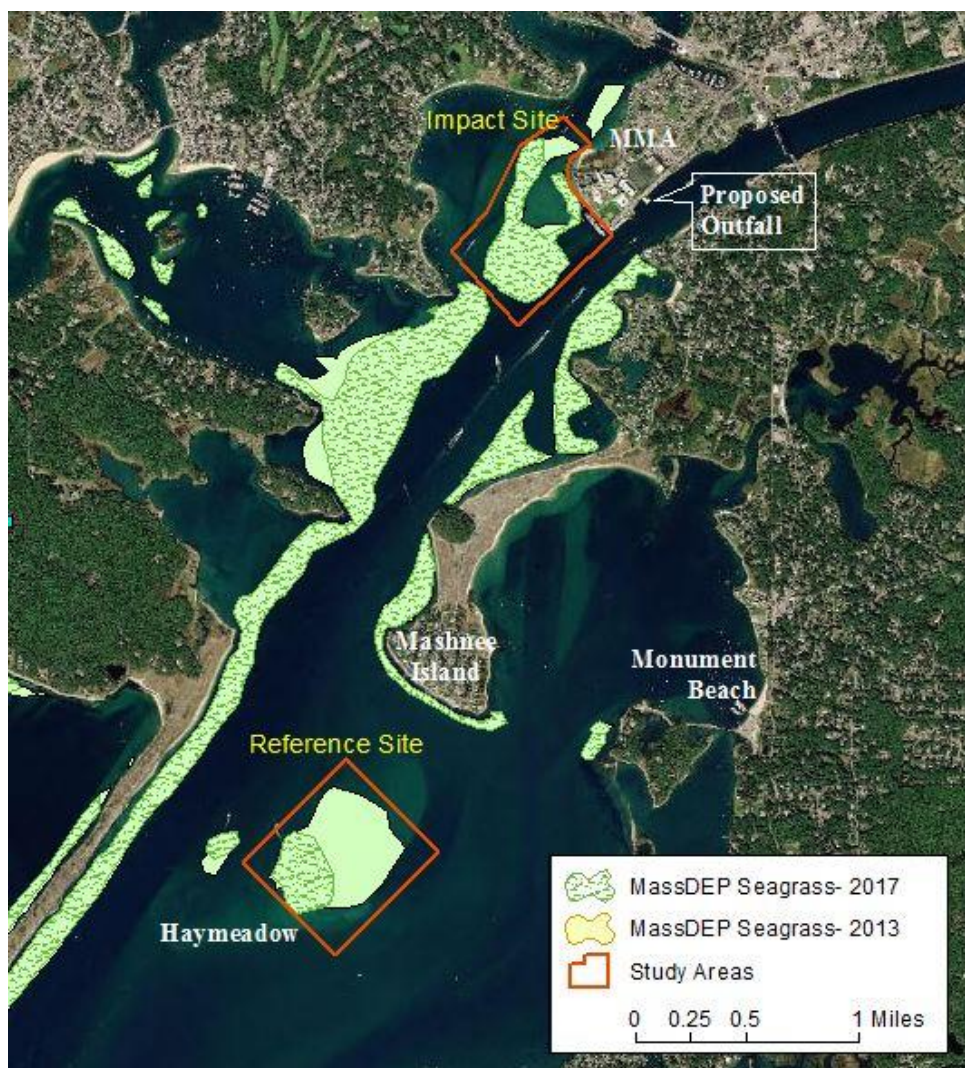 Impact Site
MMA
Proposed
Outfall
Mashnee
Island
Monument
Beach
Reference Site
Haymeadow
MassDEP Seagrass- 2017
MassDEP Seagrass- 2013
Study Areas
0 0.25 0.5 1 Miles